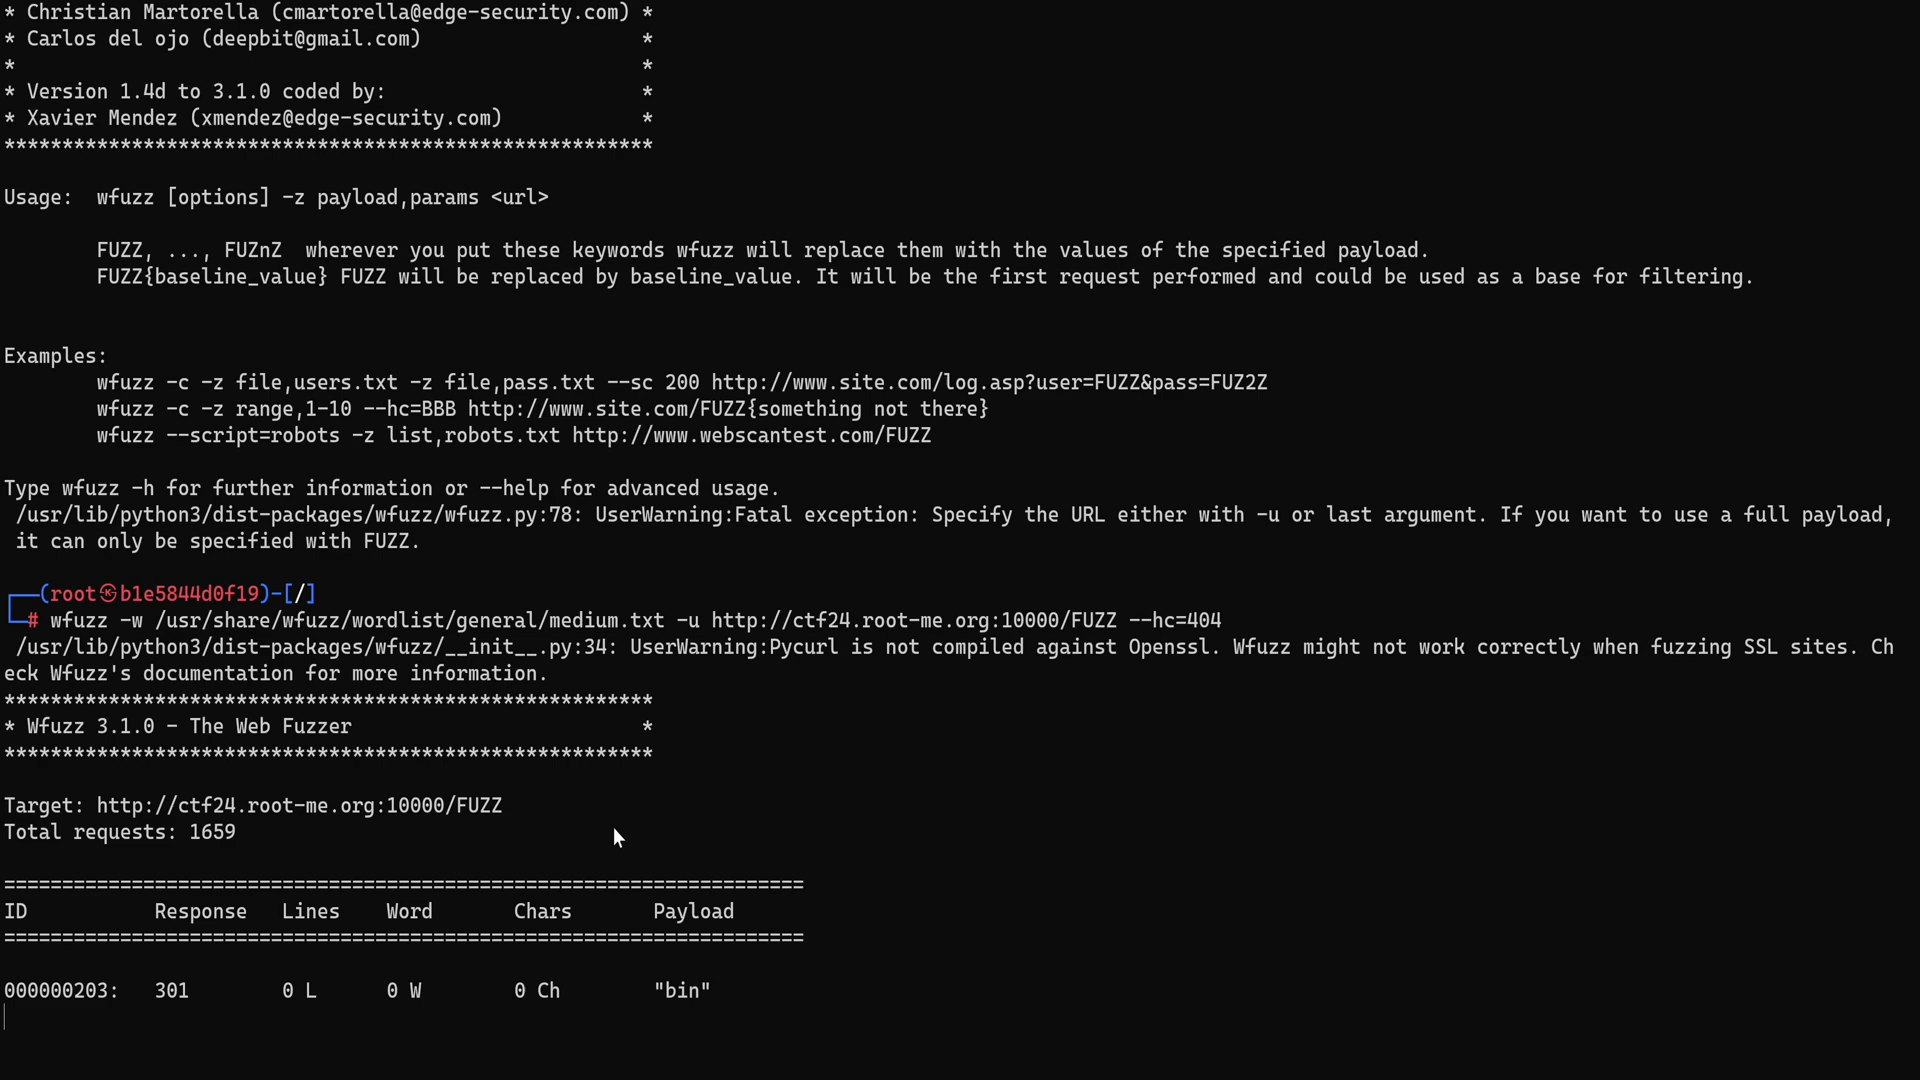 * Christian Martorella (cmartorella@edge-security.com) *
* Carlos del ojo (deepbit@gmail.com)                   *
*                                                      *
* Version 1.4d to 3.1.0 coded by:                      *
* Xavier Mendez (xmendez@edge-security.com)            *
********************************************************
Usage:  wfuzz [options] -z payload,params <url>
        FUZZ, ..., FUZnZ  wherever you put these keywords wfuzz will replace them with the values of the specified payload.
        FUZZ{baseline_value} FUZZ will be replaced by baseline_value. It will be the first request performed and could be used as a base for filtering.
Examples:
        wfuzz -c -z file,users.txt -z file,pass.txt --sc 200 http://www.site.com/log.asp?user=FUZZ&pass=FUZ2Z
        wfuzz -c -z range,1-10 --hc=BBB http://www.site.com/FUZZ{something not there}
        wfuzz --script=robots -z list,robots.txt http://www.webscantest.com/FUZZ
Type wfuzz -h for further information or --help for advanced usage.
 /usr/lib/python3/dist-packages/wfuzz/wfuzz.py:78: UserWarning:Fatal exception: Specify the URL either with -u or last argument. If you want to use a full payload,
 it can only be specified with FUZZ.
┌──(root㉿b1e5844d0f19)-[/]
└─# wfuzz -w /usr/share/wfuzz/wordlist/general/medium.txt -u http://ctf24.root-me.org:10000/FUZZ --hc=404
 /usr/lib/python3/dist-packages/wfuzz/__init__.py:34: UserWarning:Pycurl is not compiled against Openssl. Wfuzz might not work correctly when fuzzing SSL sites. Ch
eck Wfuzz's documentation for more information.
********************************************************
* Wfuzz 3.1.0 - The Web Fuzzer                         *
********************************************************
Target: http://ctf24.root-me.org:10000/FUZZ
Total requests: 1659
=====================================================================
ID           Response   Lines    Word       Chars       Payload
=====================================================================
000000203:   301        0 L      0 W        0 Ch        "bin"